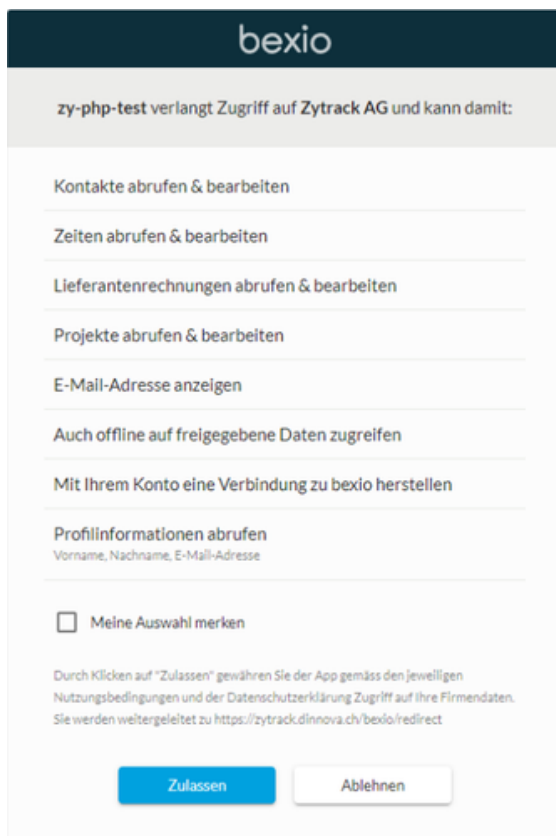 bexio
zy-php-test verlangt Zugriff auf Zytrack AG und kann damit:
Kontakte abrufen & bearbeiten
Zeiten abrufen & bearbeiten
Lieferantenrechnungen abrufen & bearbeiten
Projekte abrufen & bearbeiten
E-Mail-Adresse anzeigen
Auch offline auf freigegebene Daten zugreifen
Mit Ihrem Konto eine Verbindung zu bexio herstellen
Profilinformationen abrufen
Vorname, Nachname, E-Mail-Adresse
Meine Auswahl merken
Durch Klicken auf "Zulassen" gewähren Sie der App gemäss den jeweiligen
Nutzungsbedingungen und der Datenschutzerklärung Zugriff auf Ihre Firmendaten.
Sie werden weitergeleitet zu https://zytrack.dinnova.ch/bexio/redirect
Zulassen
Ablehnen